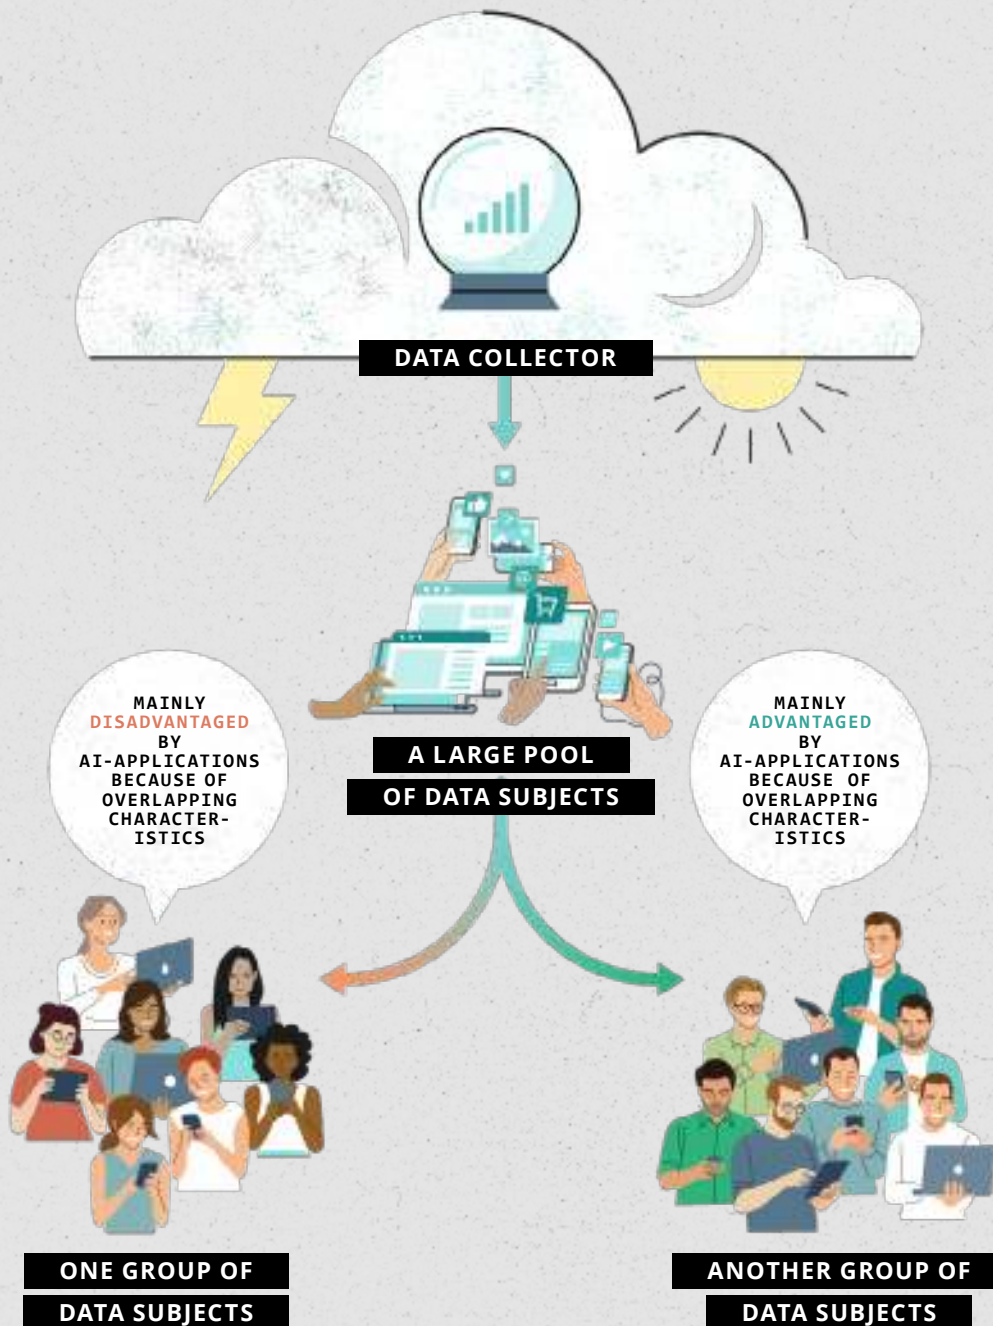 DATA COLLECTOR
A LARGE POOL
OF DATA SUBJECTS
MAINLY
DISADVANTAGED
BY
AI-APPLICATIONS
BECAUSE OF
OVERLAPPING
CHARACTER-
ISTICS
MAINLY
ADVANTAGED
BY
AI-APPLICATIONS
BECAUSE OF
OVERLAPPING
CHARACTER-
ISTICS
ONE GROUP OF
DATA SUBJECTS
ANOTHER GROUP OF
DATA SUBJECTS